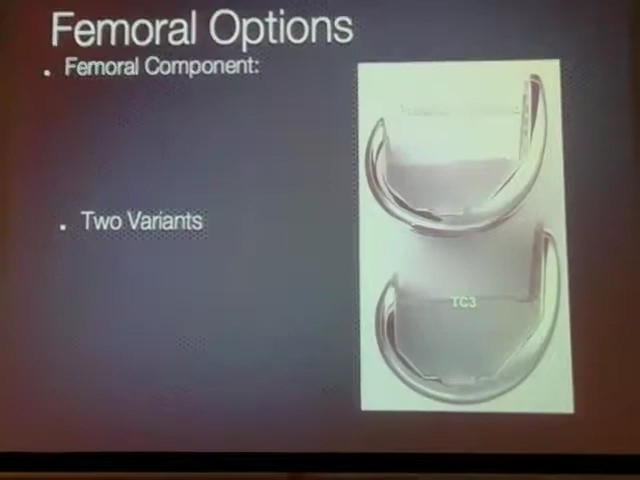 Femoral Options
. Femoral Component:
. Two Variants
TC3